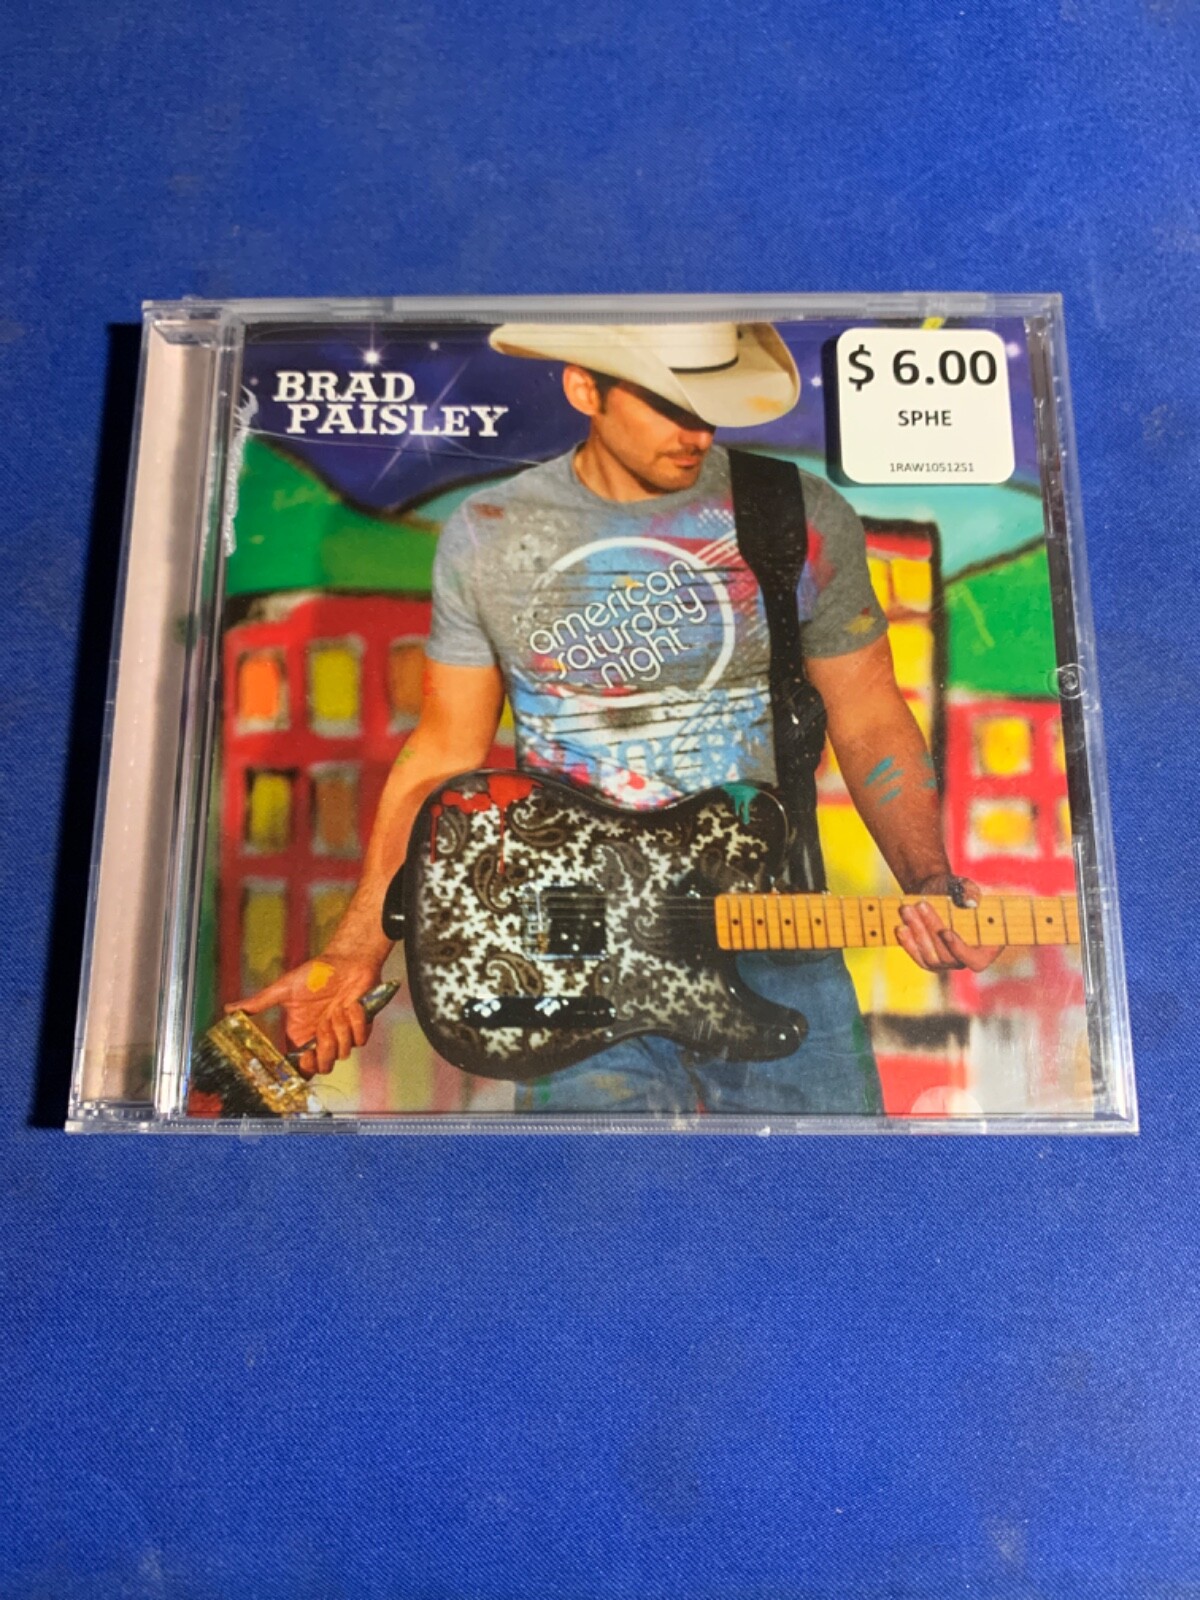 BRAD
PAISLEY
$ 6.00
SPHE
1RAW1051251
american
saturday
night